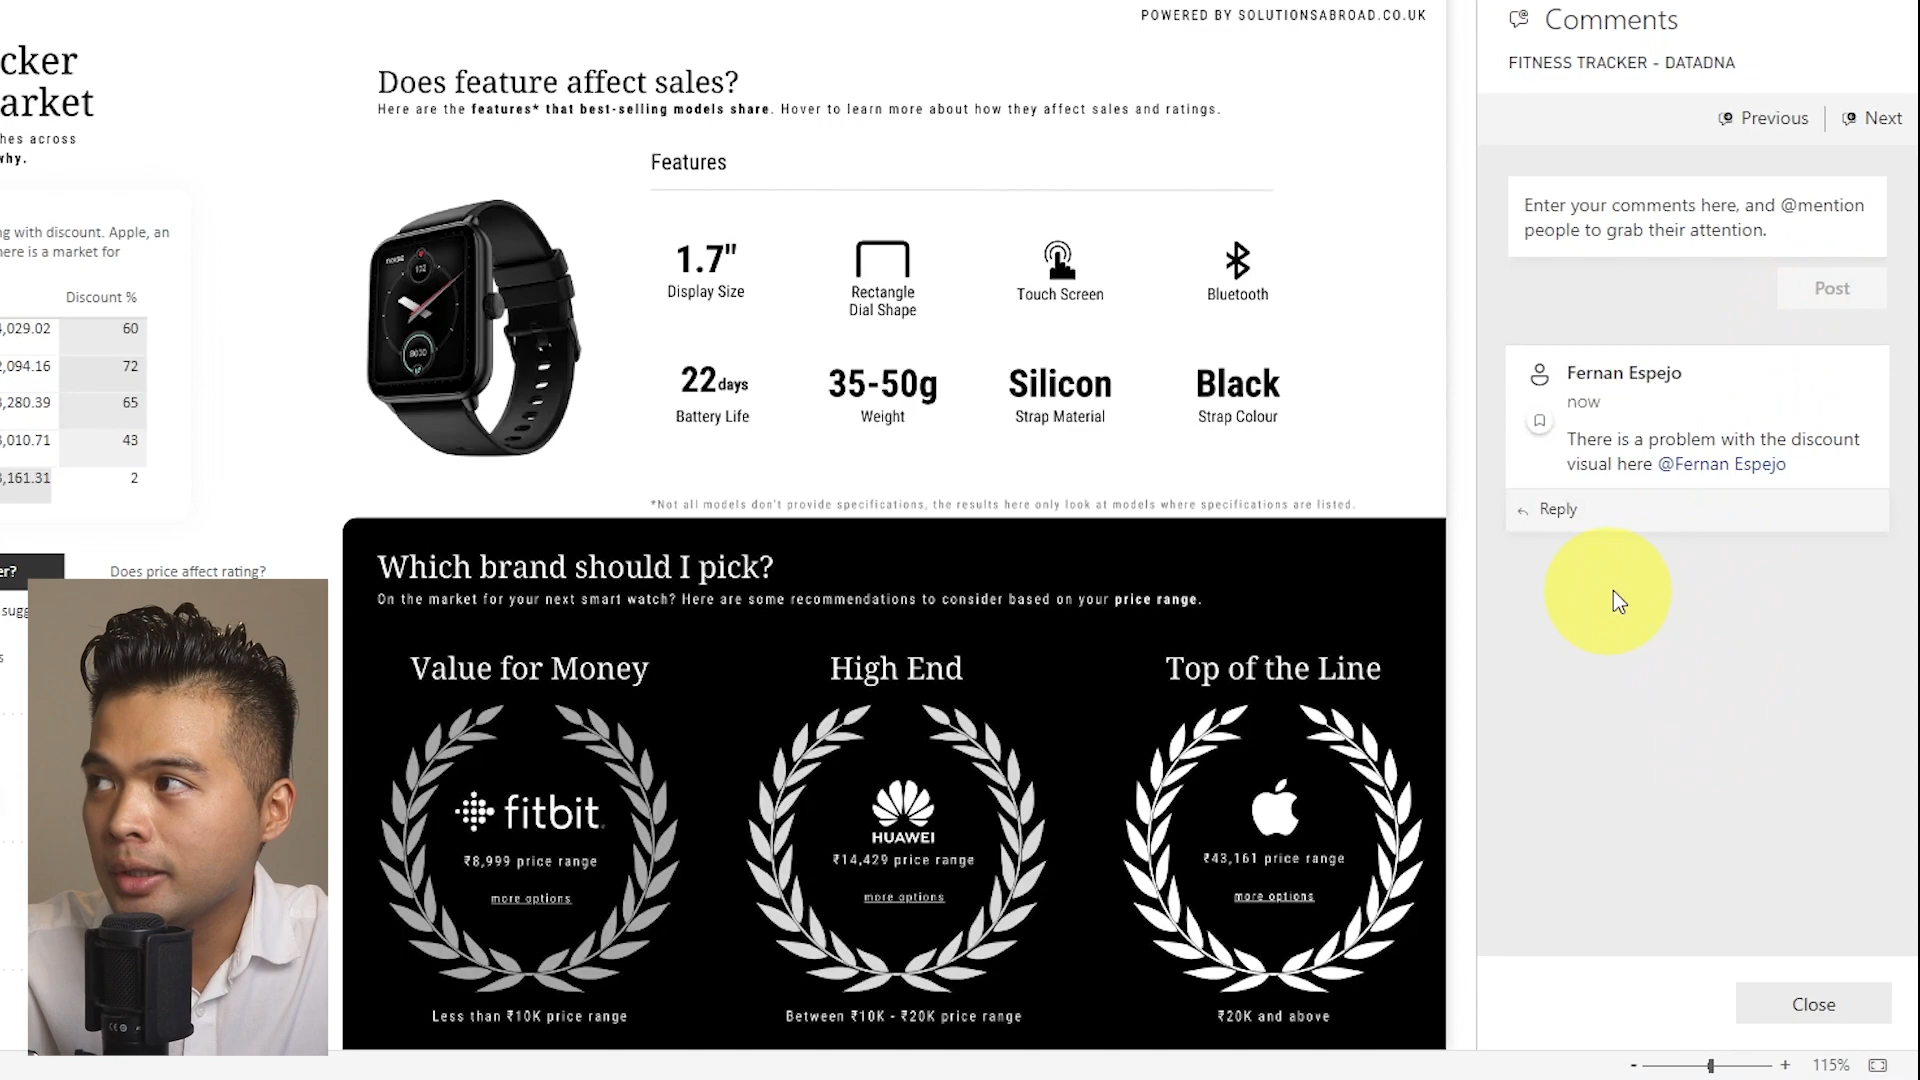 POWERED BY SOLUTIONSABROAD.CO.UK
cker
arket
hes across
why.
ng with discount. Apple, an
here is a market for
Discount %
4,029.02 60
2,094.16 72
3,280.39 65
3,010.71 43
3,161.31 2
er?
Does price affect rating?
sugg
s
Does feature affect sales?
Here are the features* that best-selling models share. Hover to learn more about how they affect sales and ratings.
Features
1.7"
Display Size
Rectangle
Dial Shape
Touch Screen
Bluetooth
22days
Battery Life
35-50g
Weight
Silicon
Strap Material
Black
Strap Colour
*Not all models don't provide specifications, the results here only look at models where specifications are listed.
Which brand should I pick?
On the market for your next smart watch? Here are some recommendations to consider based on your price range.
Value for Money
fitbit
₹8,999 price range
more options
Less than ₹10K price range
High End
HUAWEI
₹14,429 price range
more options
Between ₹10K - ₹20K price range
Top of the Line
₹43,161 price range
more options
₹20K and above
Comments
FITNESS TRACKER - DATADNA
Previous
Next
Enter your comments here, and @mention
people to grab their attention.
Post
Fernan Espejo
now
There is a problem with the discount
visual here @Fernan Espejo
Reply
Close
- + 115%